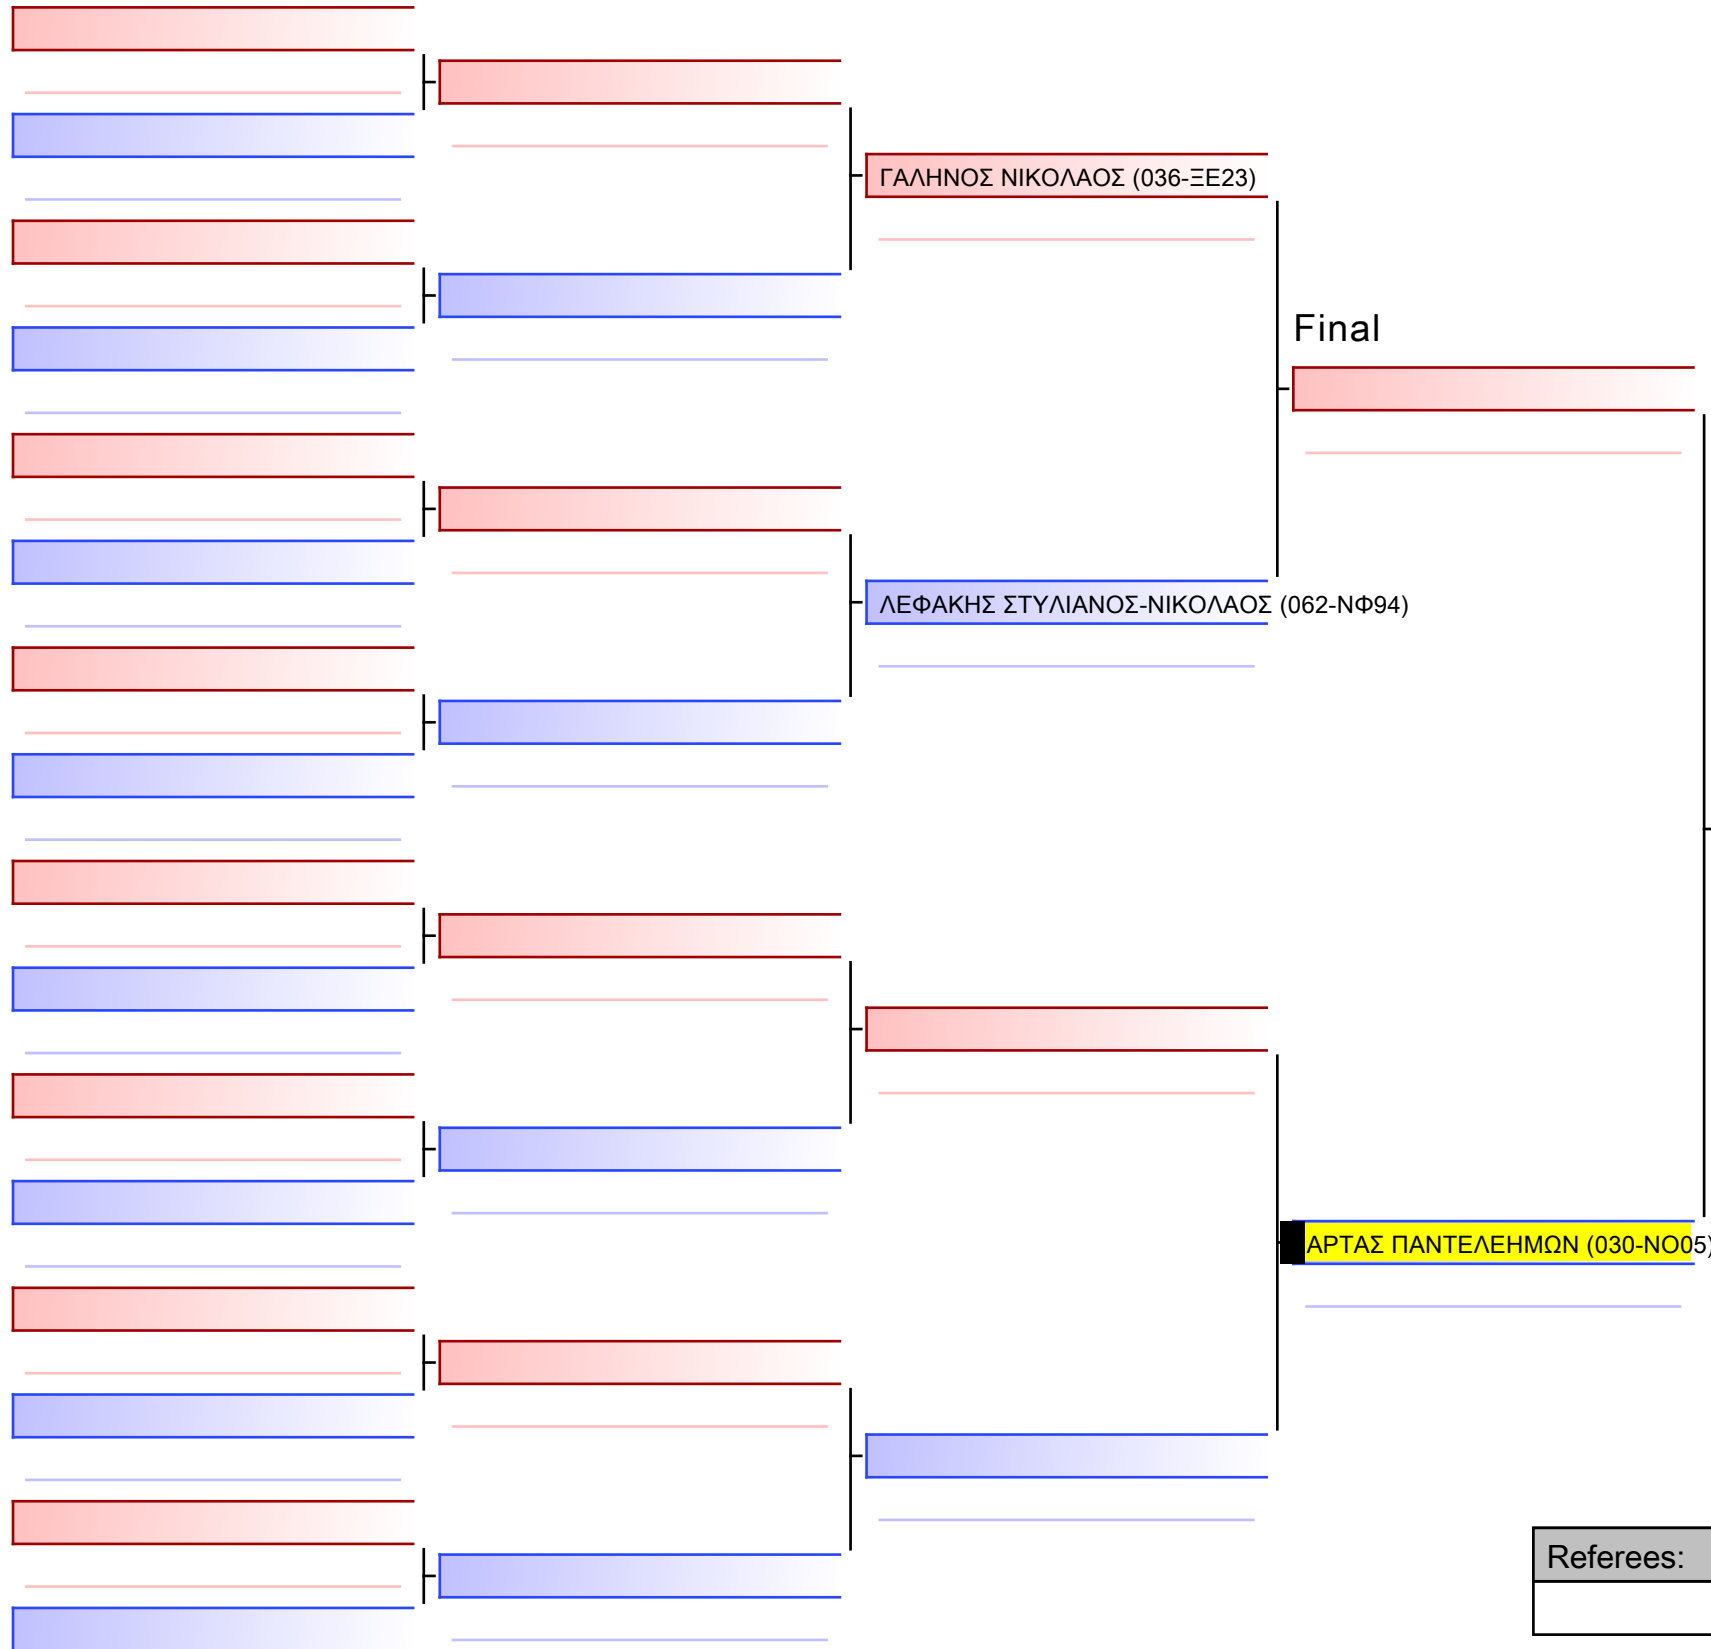 ΓΑΛΗΝΟΣ ΝΙΚΟΛΑΟΣ (036-ΞΕ23)
Final
ΛΕΦΑΚΗΣ ΣΤΥΛΙΑΝΟΣ-ΝΙΚΟΛΑΟΣ (062-ΝΦ94)
ΑΡΤΑΣ ΠΑΝΤΕΛΕΗΜΩΝ (030-ΝΟ05)
Referees: